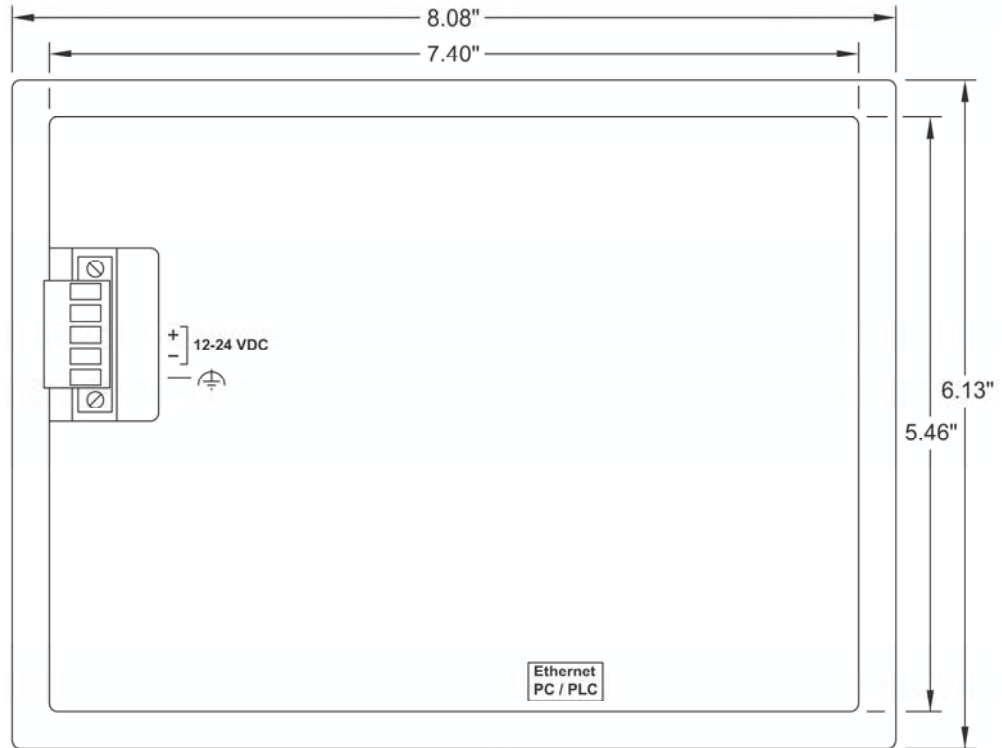 8.08"
7.40"
+
12-24 VDC
−
6.13"
5.46"
Ethernet
PC / PLC